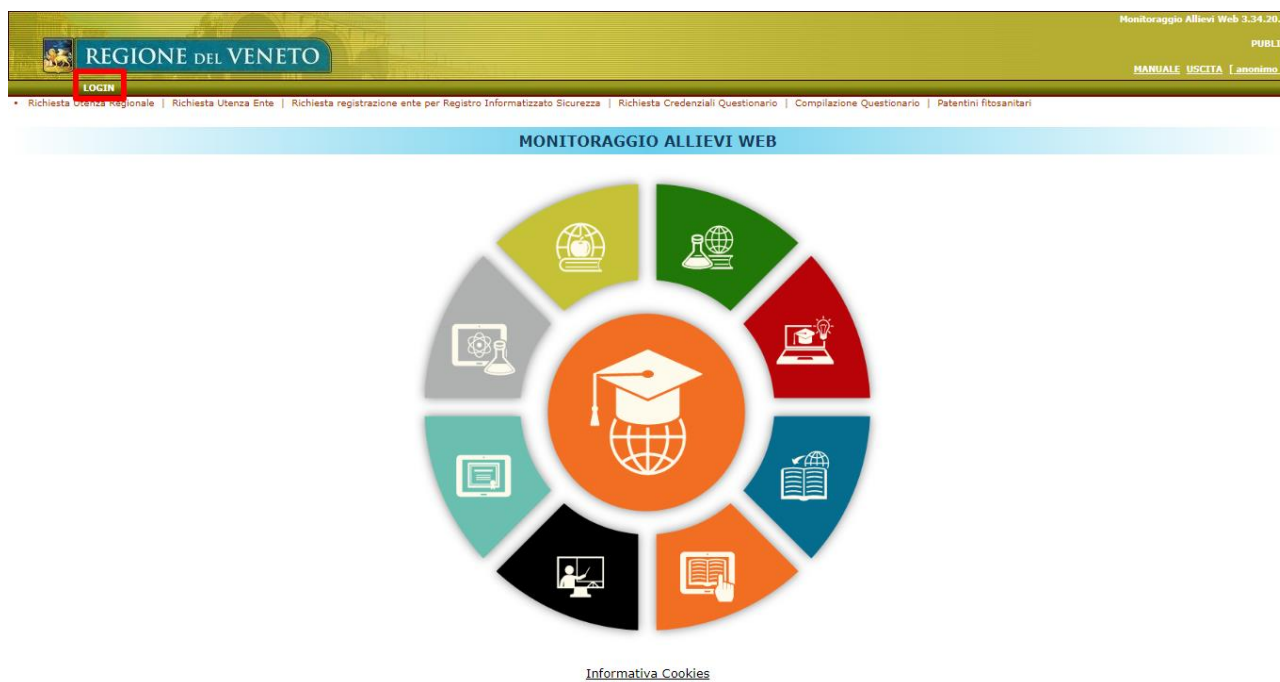 Monitoraggio Allievi Web 3.34.20.
PUBLI
REGIONE DEL VENETO
MANUALE USCITA [ anonimo
LOGIN
• Richiesta Utenza Regionale | Richiesta Utenza Ente | Richiesta registrazione ente per Registro Informatizzato Sicurezza | Richiesta Credenziali Questionario | Compilazione Questionario | Patentini fitosanitari
MONITORAGGIO ALLIEVI WEB
Informativa Cookies